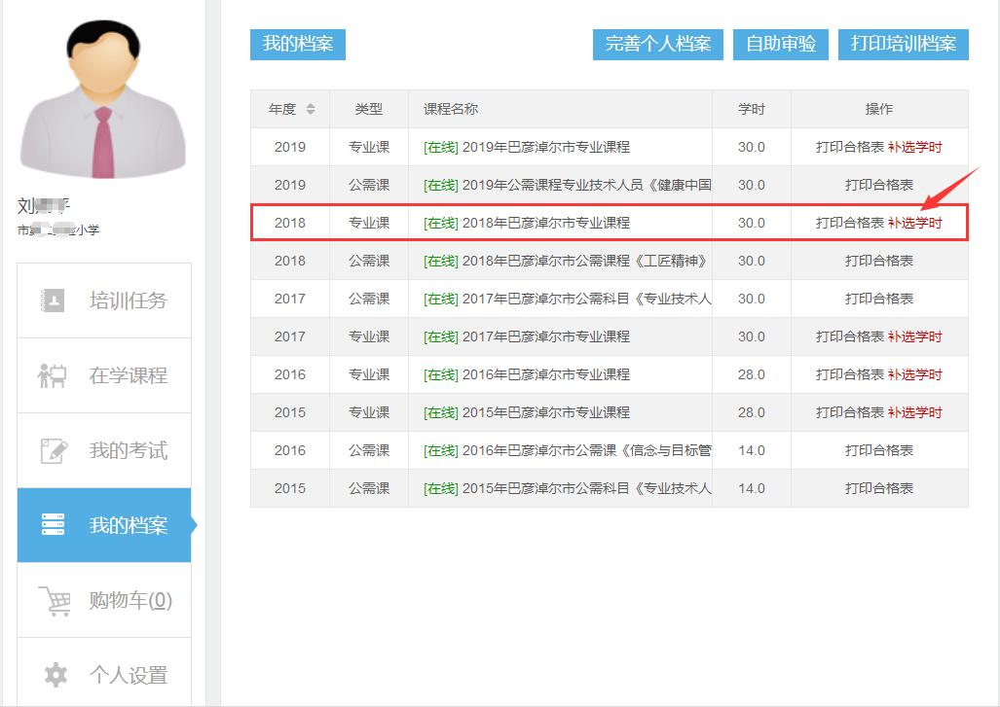 刘 平
市 小学
培训任务
在学课程
我的考试
我的档案
购物车(0)
个人设置
我的档案 完善个人档案 自助审验 打印培训档案
年度 类型 课程名称 学时 操作
2019 专业课 [在线] 2019年巴彦淖尔市专业课程 30.0 打印合格表 补选学时
2019 公需课 [在线] 2019年公需课程专业技术人员《健康中国 30.0 打印合格表
2018 专业课 [在线] 2018年巴彦淖尔市专业课程 30.0 打印合格表 补选学时
2018 公需课 [在线] 2018年巴彦淖尔市公需课程《工匠精神》 30.0 打印合格表
2017 公需课 [在线] 2017年巴彦淖尔市公需科目《专业技术人 30.0 打印合格表
2017 专业课 [在线] 2017年巴彦淖尔市专业课程 30.0 打印合格表 补选学时
2016 专业课 [在线] 2016年巴彦淖尔市专业课程 28.0 打印合格表 补选学时
2015 专业课 [在线] 2015年巴彦淖尔市专业课程 28.0 打印合格表 补选学时
2016 公需课 [在线] 2016年巴彦淖尔市公需课《信念与目标管 14.0 打印合格表
2015 公需课 [在线] 2015年巴彦淖尔市公需科目《专业技术人 14.0 打印合格表